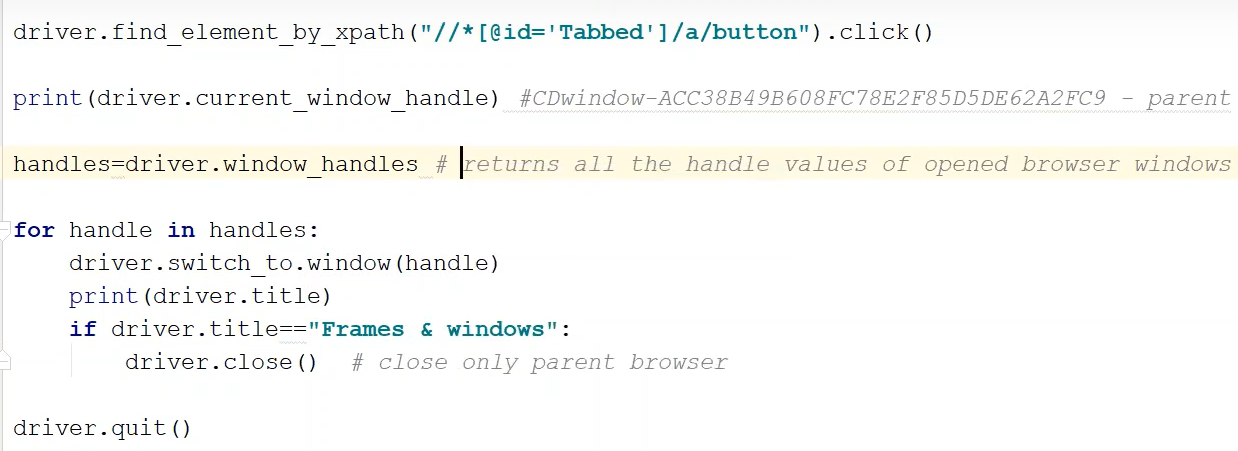 driver.find_element_by_xpath("//*[@id='Tabbed']/a/button").click()
print(driver.current_window_handle) #CDwindow-ACC38B49B608FC78E2F85D5DE62A2FC9 - parent
handles=driver.window_handles # returns all the handle values of opened browser windows
for handle in handles:
    driver.switch_to.window(handle)
    print(driver.title)
    if driver.title=="Frames & windows":
        driver.close()  # close only parent browser
driver.quit()